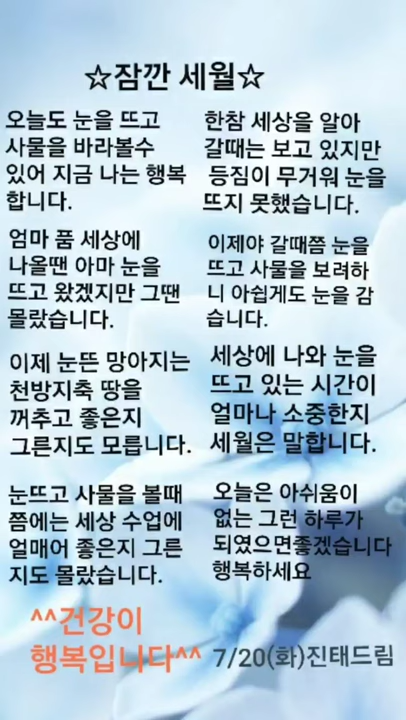 ☆잠깐 세월☆
오늘도 눈을 뜨고
사물을 바라볼수
있어 지금 나는 행복
합니다.
엄마 품 세상에
나올땐 아마 눈을
뜨고 왔겠지만 그땐
몰랐습니다.
이제 눈뜬 망아지는
천방지축 땅을
꺼추고 좋은지
그른지도 모릅니다.
눈뜨고 사물을 볼때
쯤에는 세상 수업에
얼매어 좋은지 그른
지도 몰랐습니다.
한참 세상을 알아
갈때는 보고 있지만
등짐이 무거워 눈을
뜨지 못했습니다.
이제야 갈때쯤 눈을
뜨고 사물을 보려하
니 아쉽게도 눈을 감
습니다.
세상에 나와 눈을
뜨고 있는 시간이
얼마나 소중한지
세월은 말합니다.
오늘은 아쉬움이
없는 그런 하루가
되였으면좋겠습니다
행복하세요
^^건강이
행복입니다^^ 7/20(화)진태드림